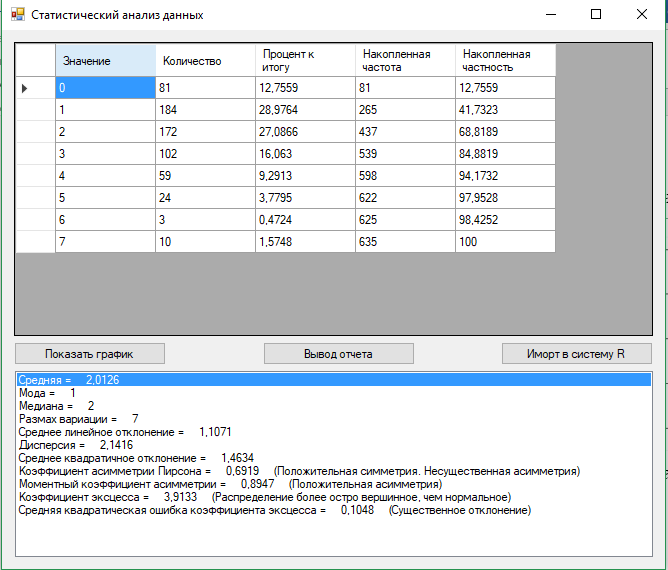 Статистический анализ данных
Значение Количество Процент к итогу Накопленная частота Накопленная частность
0 81 12,7559 81 12,7559
1 184 28,9764 265 41,7323
2 172 27,0866 437 68,8189
3 102 16,063 539 84,8819
4 59 9,2913 598 94,1732
5 24 3,7795 622 97,9528
6 3 0,4724 625 98,4252
7 10 1,5748 635 100
Показать график Вывод отчета Иморт в систему R
Средняя = 2,0126
Мода = 1
Медиана = 2
Размах вариации = 7
Среднее линейное отклонение = 1,1071
Дисперсия = 2,1416
Среднее квадратичное отклонение = 1,4634
Коэффициент асимметрии Пирсона = 0,6919 (Положительная симметрия. Несущественная асимметрия)
Моментный коэффициент асимметрии = 0,8947 (Положительная асимметрия)
Коэффициент эксцесса = 3,9133 (Распределение более остро вершинное, чем нормальное)
Средняя квадратическая ошибка коэффициента эксцесса = 0,1048 (Существенное отклонение)